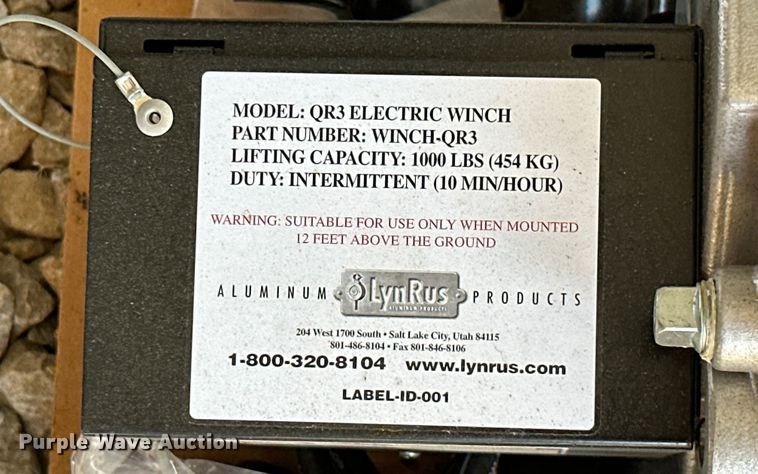 MODEL: QR3 ELECTRIC WINCH
PART NUMBER: WINCH-QR3
LIFTING CAPACITY: 1000 LBS (454 KG)
DUTY: INTERMITTENT (10 MIN/HOUR)
WARNING: SUITABLE FOR USE ONLY WHEN MOUNTED
12 FEET ABOVE THE GROUND
ALUMINUM LynRus PRODUCTS
ALUMINUM PRODUCTS
204 West 1700 South • Salt Lake City, Utah 84115
801-486-8104 • Fax 801-846-8106
1-800-320-8104 www.lynrus.com
LABEL-ID-001
Purple Wave Auction